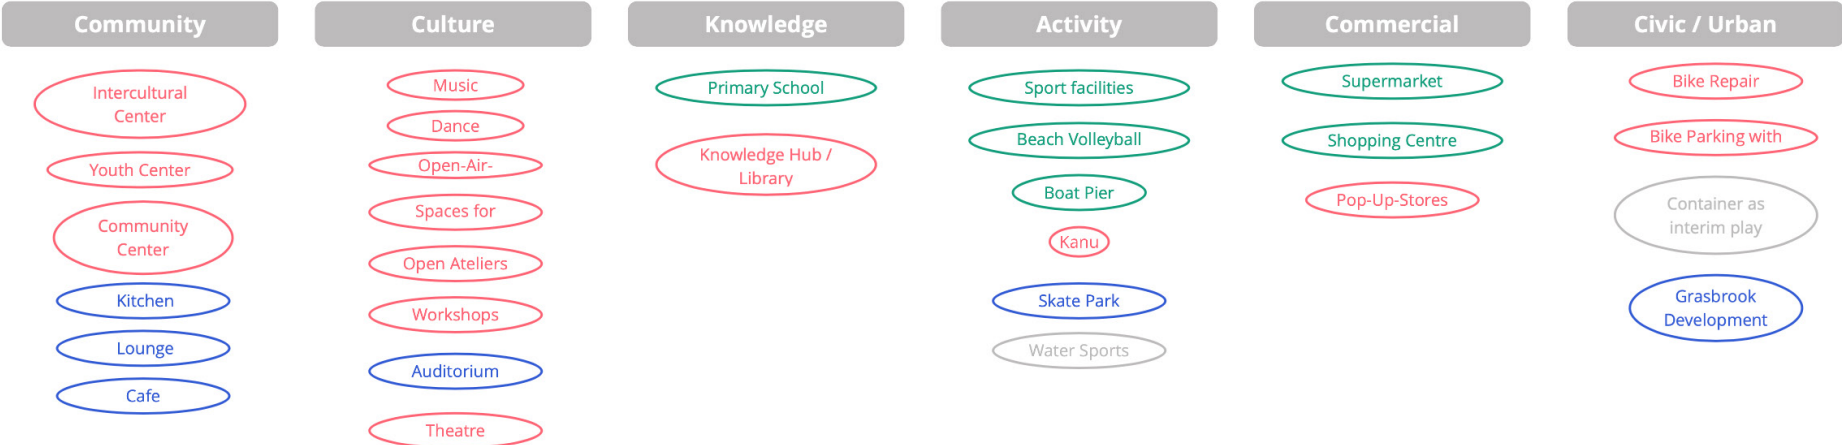 Community
Intercultural
Center
Youth Center
Community
Center
Kitchen
Lounge
Cafe
Culture
Music
Dance
Open-Air-
Spaces for
Open Ateliers
Workshops
Auditorium
Theatre
Knowledge
Primary School
Knowledge Hub /
Library
Activity
Sport facilities
Beach Volleyball
Boat Pier
Kanu
Skate Park
Water Sports
Commercial
Supermarket
Shopping Centre
Pop-Up-Stores
Civic / Urban
Bike Repair
Bike Parking with
Container as
interim play
Grasbrook
Development